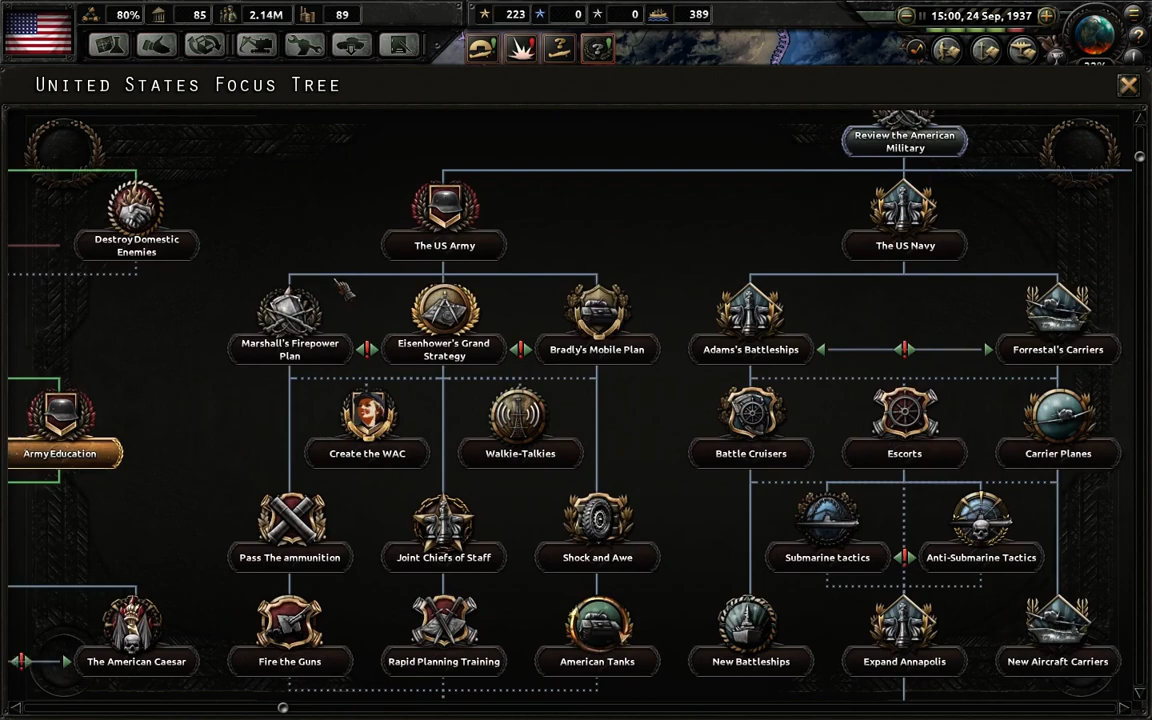 80% 85 2.14M 89 223 0 0 389 15:00, 24 Sep, 1937
United States Focus Tree
Review the American
Military
Destroy Domestic
Enemies
The US Army
The US Navy
Marshall's Firepower
Plan
Eisenhower's Grand
Strategy
Bradly's Mobile Plan
Adams's Battleships
Forrestal's Carriers
Army Education
Create the WAC
Walkie-Talkies
Battle Cruisers
Escorts
Carrier Planes
Pass The ammunition
Joint Chiefs of Staff
Shock and Awe
Submarine tactics
Anti-Submarine Tactics
The American Caesar
Fire the Guns
Rapid Planning Training
American Tanks
New Battleships
Expand Annapolis
New Aircraft Carriers